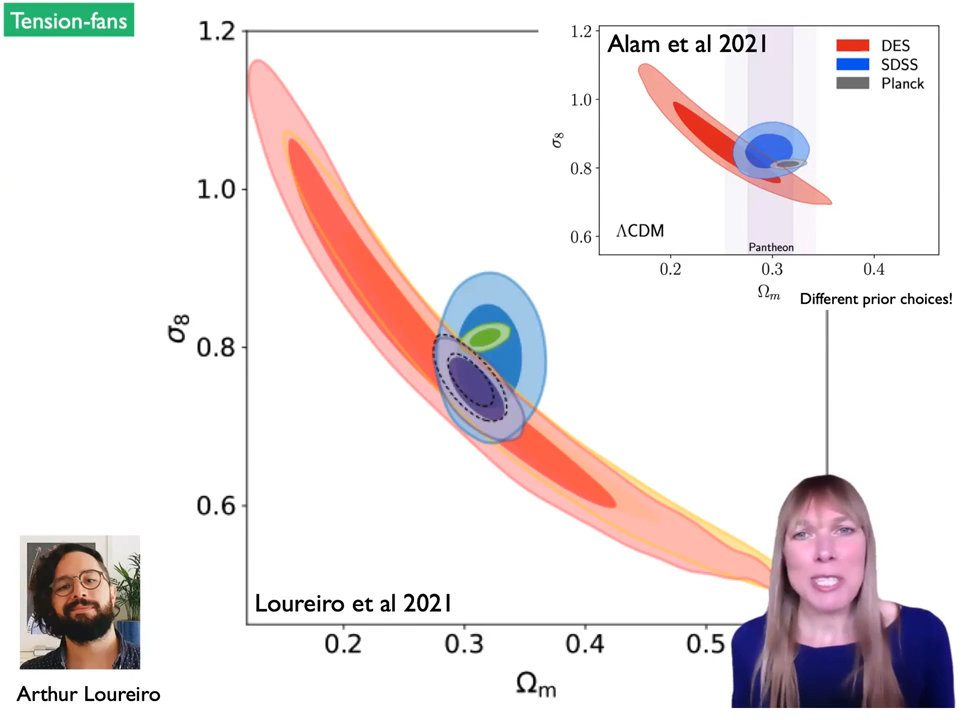 Tension-fans
Alam et al 2021
DES
SDSS
Planck
1.2
1.0
0.8
0.6
σ8
ΛCDM
Pantheon
0.2
0.3
0.4
Ωm
Different prior choices!
1.2
1.0
0.8
0.6
σ8
Loureiro et al 2021
0.2
0.3
0.4
0.5
Ωm
Arthur Loureiro